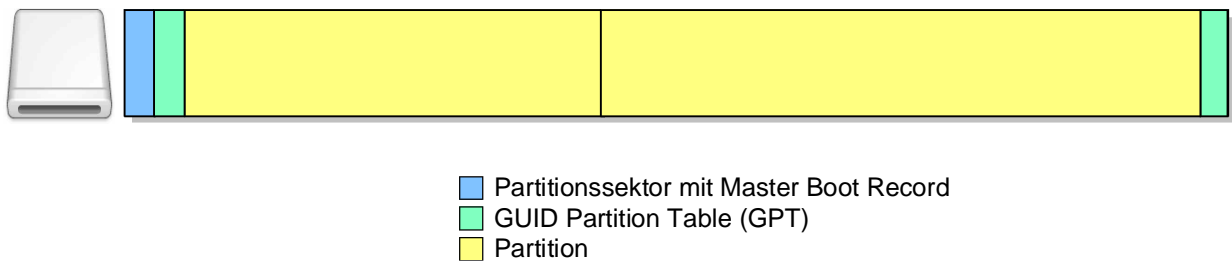 Partitionssektor mit Master Boot Record
GUID Partition Table (GPT)
Partition